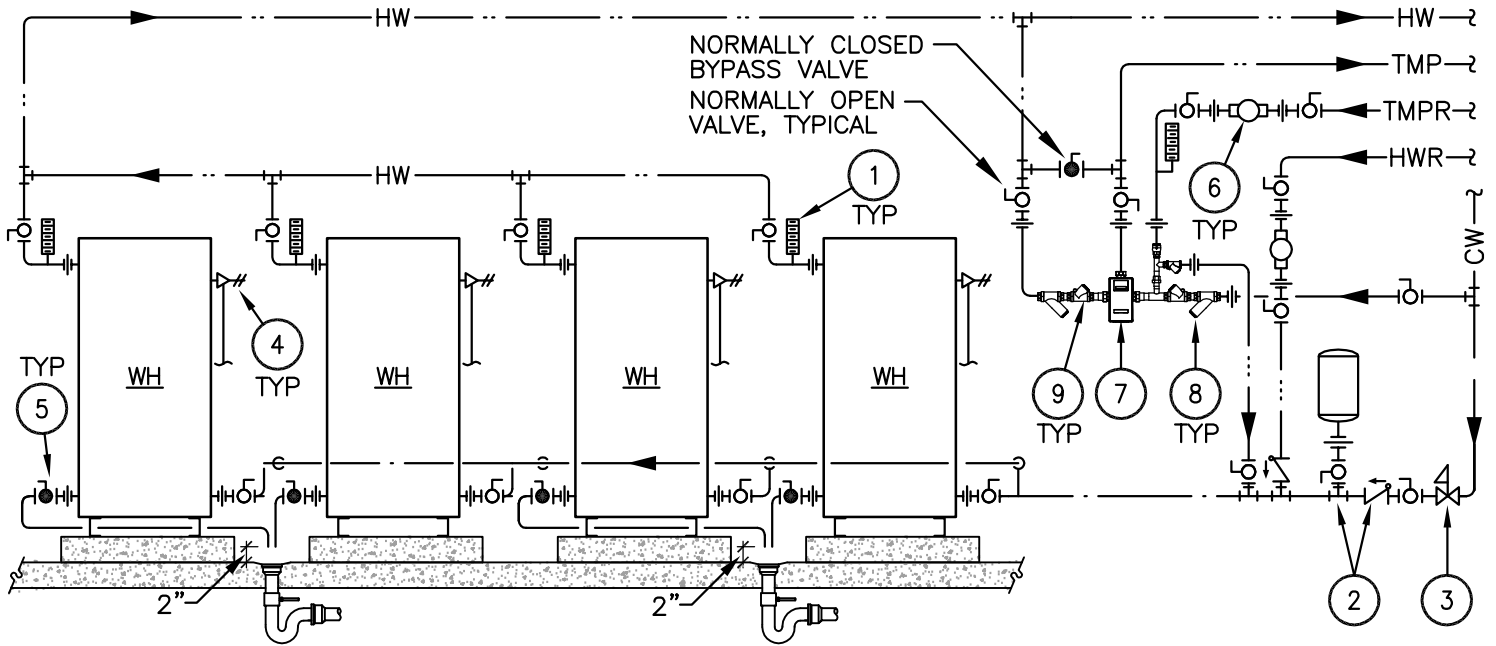 HW
HW
NORMALLY CLOSED
BYPASS VALVE
TMP
NORMALLY OPEN
VALVE, TYPICAL
TMPR
HWR
HW
1
TYP
6
TYP
CW
4
TYP
TYP
5
WH
WH
WH
WH
9
TYP
7
8
TYP
2"
2"
2
3